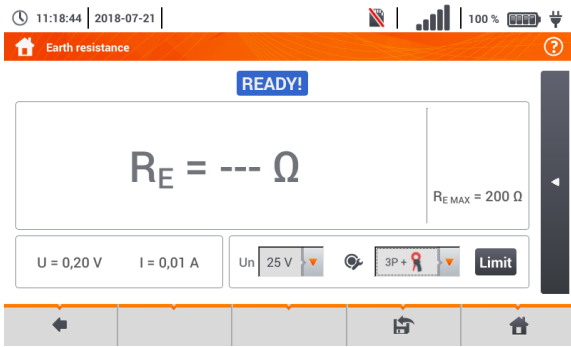 11:18:44 2018-07-21 100 %
Earth resistance ?
READY!
RE = --- Ω
RE MAX = 200 Ω
U = 0,20 V I = 0,01 A Un 25 V 3P + Limit